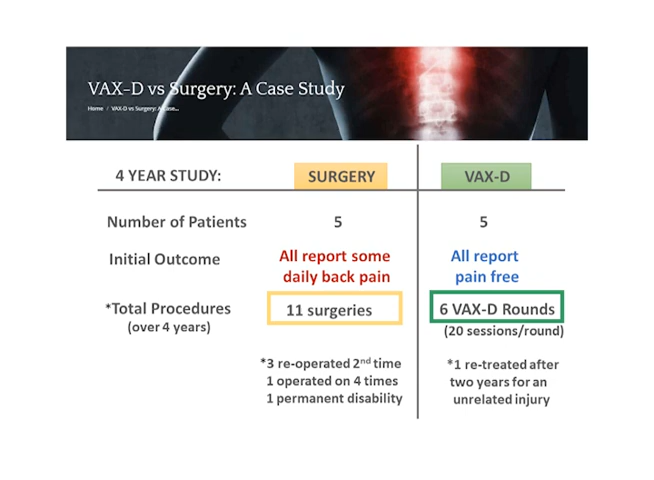 VAX-D vs Surgery: A Case Study
Home / VAX-D vs Surgery: A Case...
4 YEAR STUDY: SURGERY VAX-D
Number of Patients 5 5
Initial Outcome All report some daily back pain All report pain free
*Total Procedures (over 4 years) 11 surgeries 6 VAX-D Rounds (20 sessions/round)
*3 re-operated 2nd time
1 operated on 4 times
1 permanent disability
*1 re-treated after
two years for an
unrelated injury